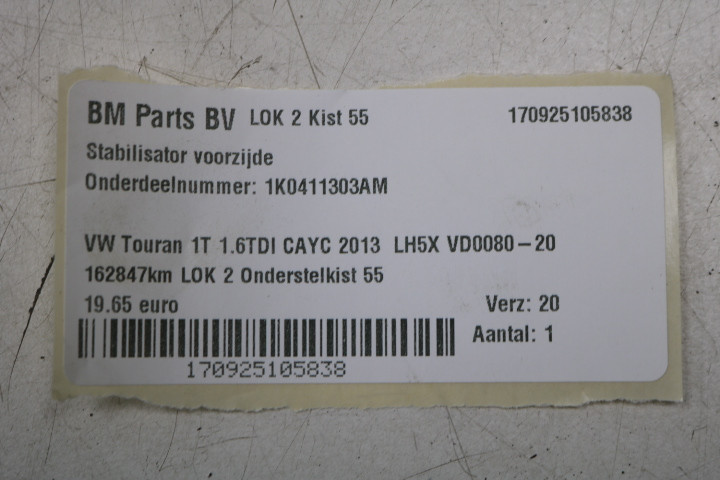 BM Parts BV LOK 2 Kist 55 170925105838
Stabilisator voorzijde
Onderdeelnummer: 1K0411303AM
VW Touran 1T 1.6TDI CAYC 2013 LH5X VD0080-20
162847km LOK 2 Onderstelkist 55
19.65 euro Verz: 20
Aantal: 1
170925105838